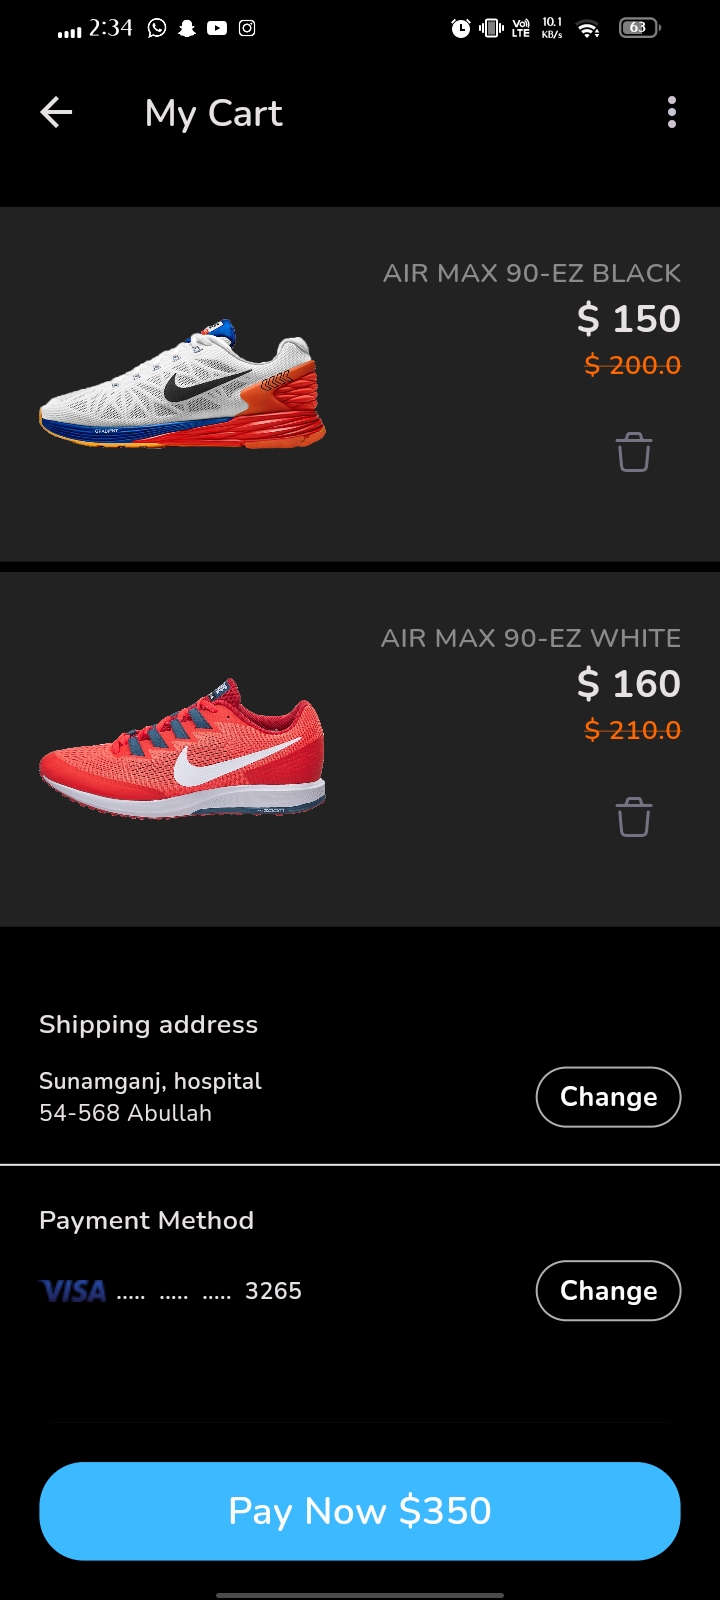 2:34
Vo)) LTE
10.1 KB/s
63
My Cart
AIR MAX 90-EZ BLACK
$ 150
$ 200.0
AIR MAX 90-EZ WHITE
$ 160
$ 210.0
Shipping address
Sunamganj, hospital
54-568 Abullah
Change
Payment Method
VISA ..... ..... ..... 3265
Change
Pay Now $350